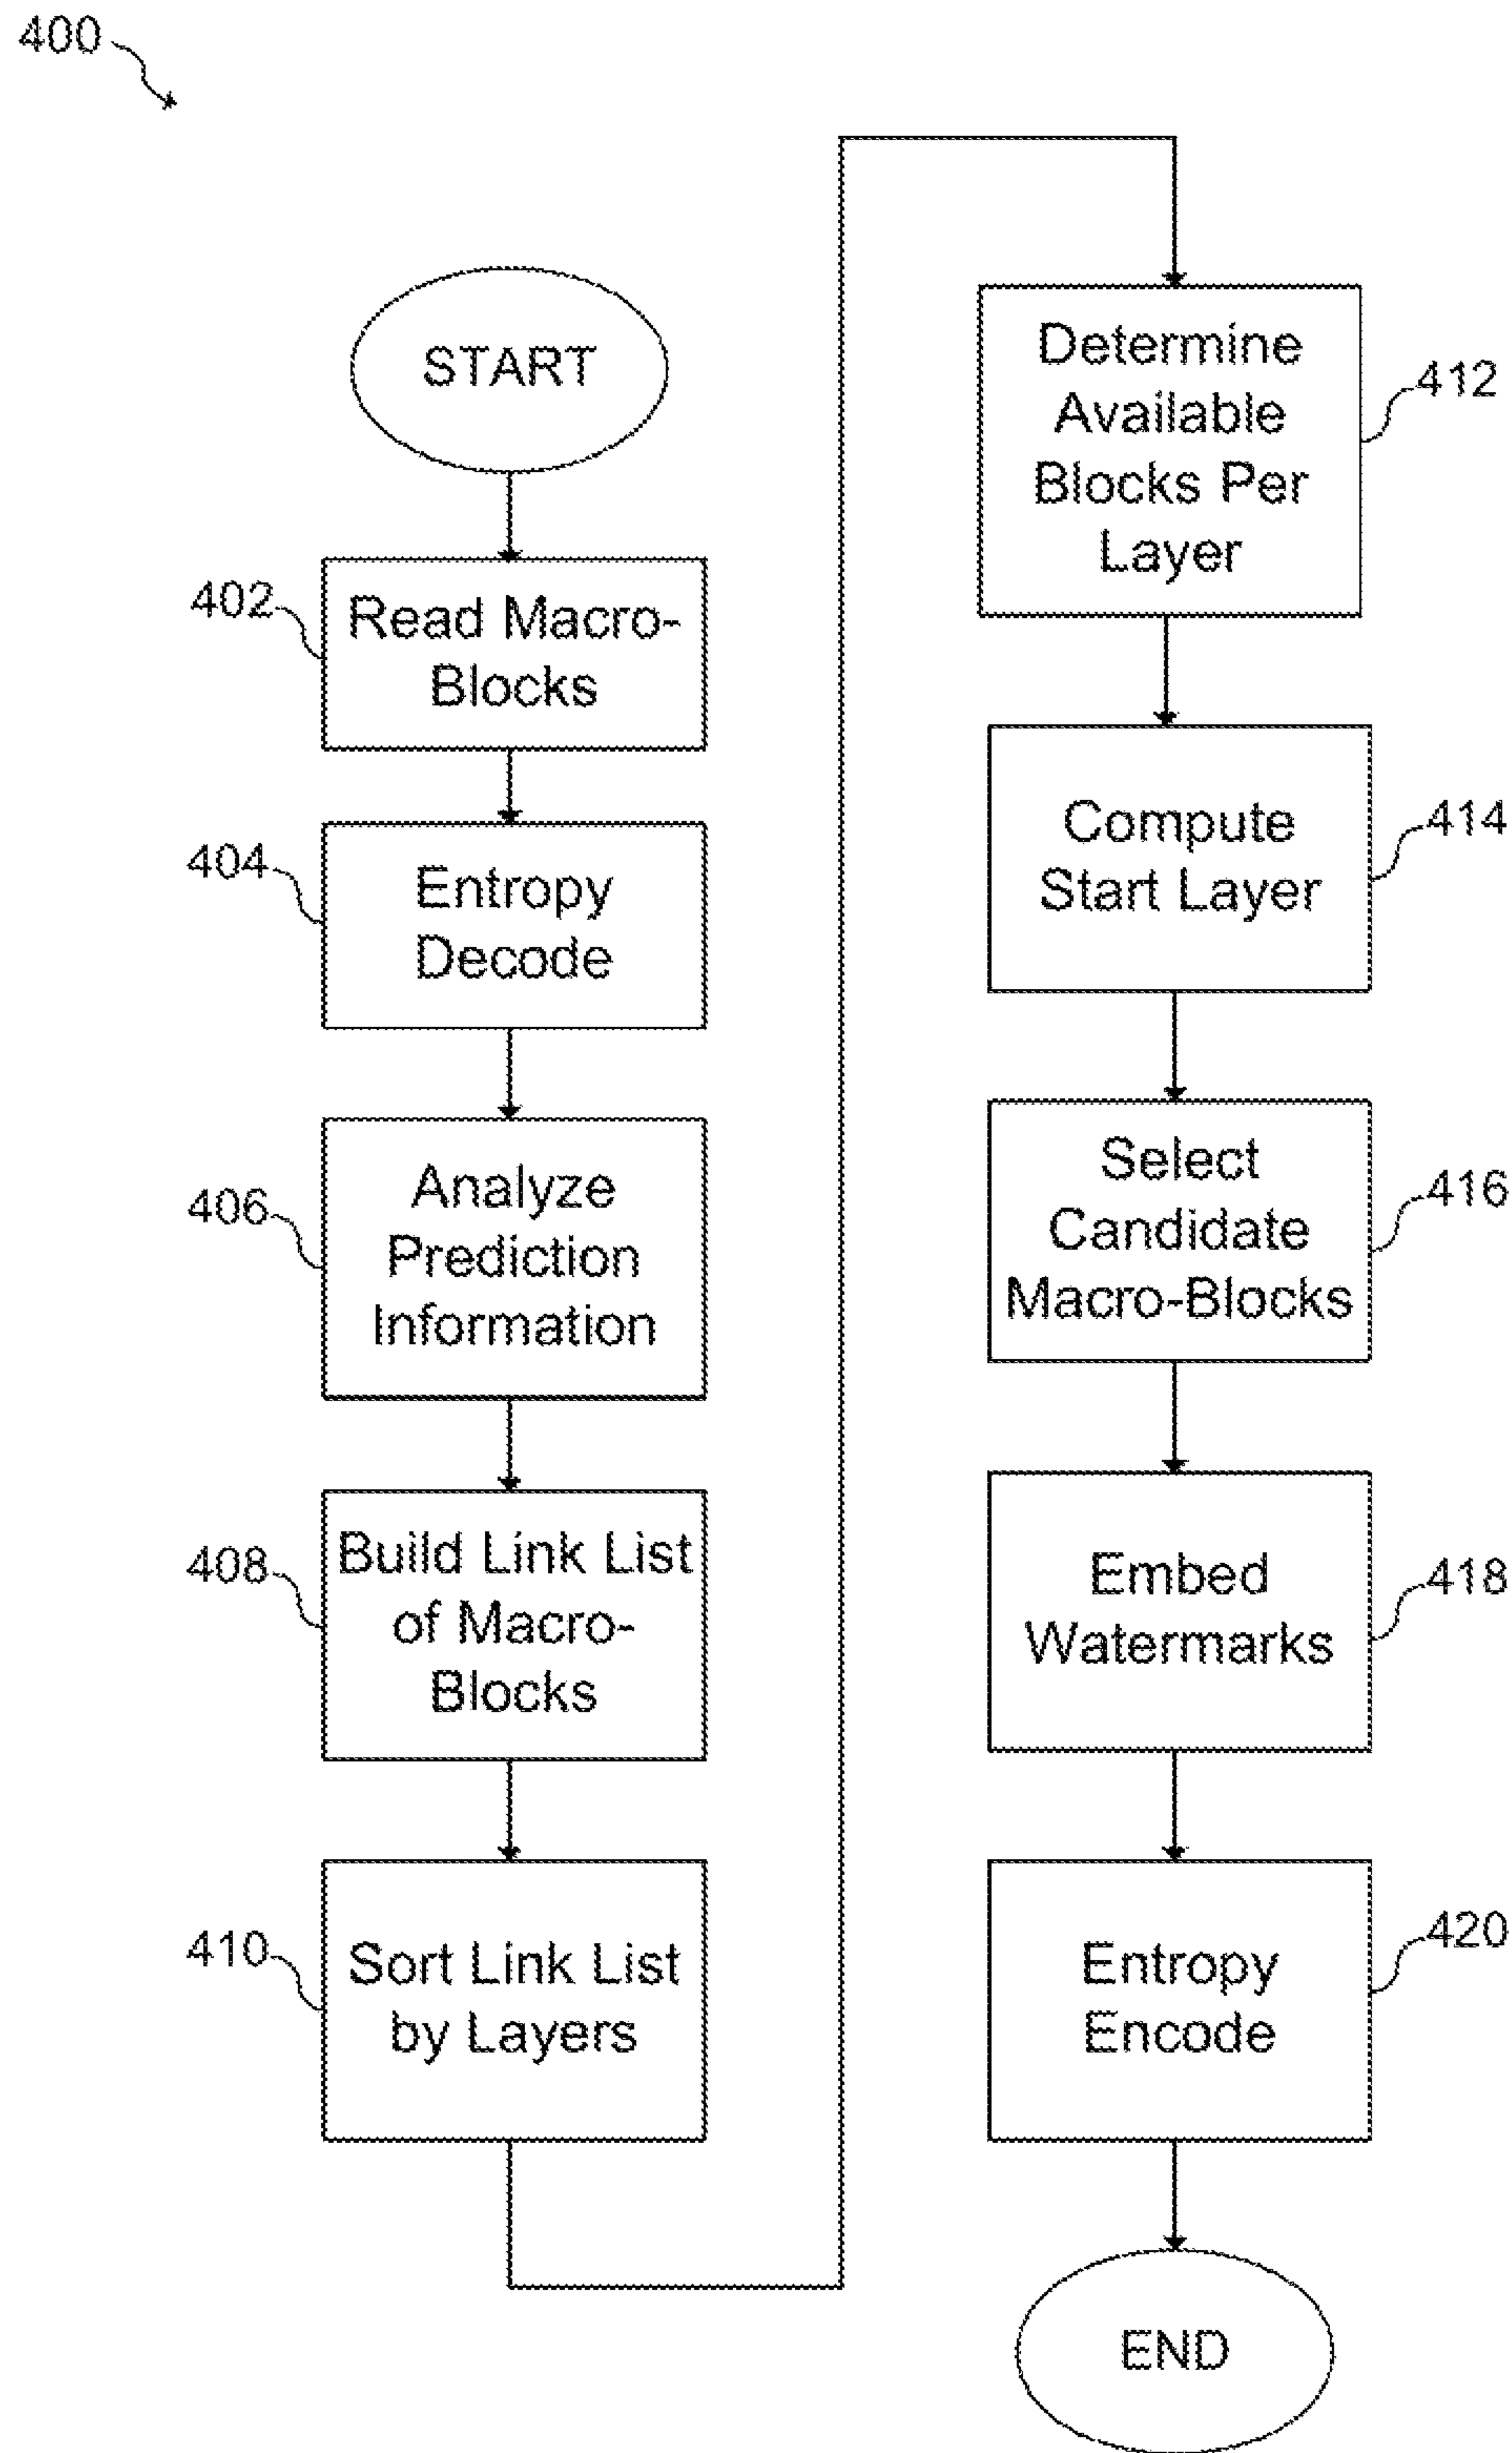 400
START
402
Read Macro-
Blocks
404
Entropy
Decode
406
Analyze
Prediction
Information
408
Build Link List
of Macro-
Blocks
410
Sort Link List
by Layers
Determine
Available
Blocks Per
Layer
412
Compute
Start Layer
414
Select
Candidate
Macro-Blocks
416
Embed
Watermarks
418
Entropy
Encode
420
END